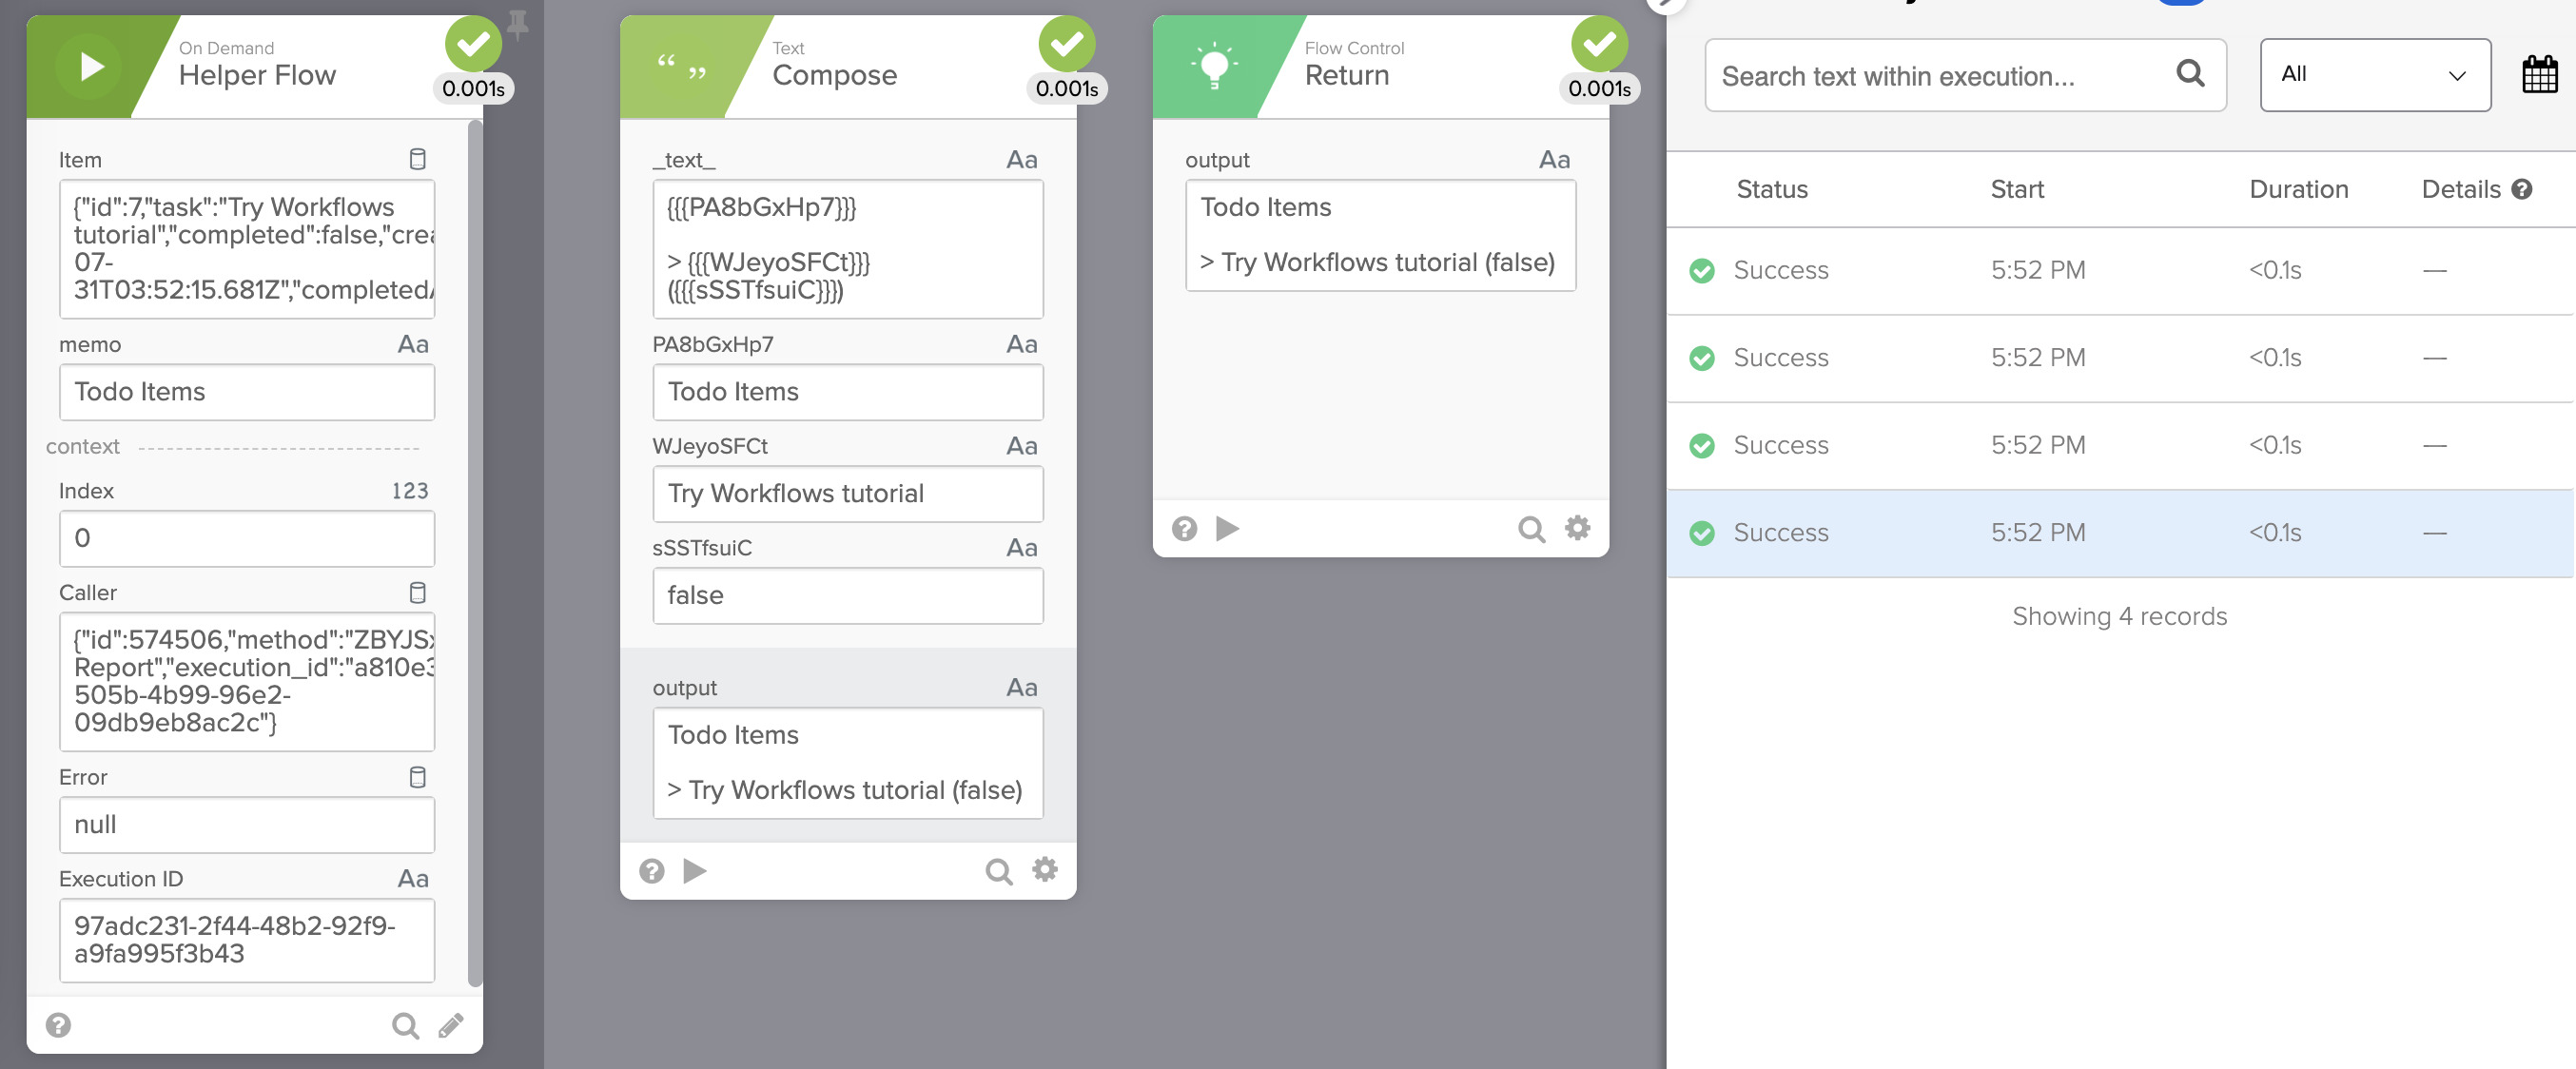 On Demand
Helper Flow
0.001s
Item
{"id":7,"task":"Try Workflows
tutorial","completed":false,"crea
07-
31T03:52:15.681Z","completed
memo
Aa
Todo Items
context
Index
123
0
Caller
{"id":574506,"method":"ZBYJS
Report","execution_id":"a810e3
505b-4b99-96e2-
09db9eb8ac2c"}
Error
null
Execution ID
Aa
97adc231-2f44-48b2-92f9-
a9fa995f3b43
Text
Compose
0.001s
_text_
Aa
{{{PA8bGxHp7}}}
> {{{WJeyoSFCt}}}
({{{sSSTfsuiC}}})
PA8bGxHp7
Aa
Todo Items
WJeyoSFCt
Aa
Try Workflows tutorial
sSSTfsuiC
Aa
false
output
Aa
Todo Items
> Try Workflows tutorial (false)
Flow Control
Return
0.001s
output
Aa
Todo Items
> Try Workflows tutorial (false)
Search text within execution...
All
Status Start Duration Details
Success 5:52 PM <0.1s —
Success 5:52 PM <0.1s —
Success 5:52 PM <0.1s —
Success 5:52 PM <0.1s —
Showing 4 records